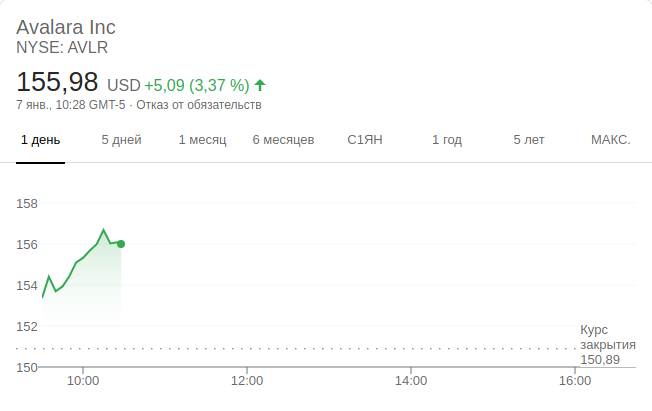 Avalara Inc
NYSE: AVLR
155,98 USD +5,09 (3,37 %)
7 янв., 10:28 GMT-5 · Отказ от обязательств
1 день 5 дней 1 месяц 6 месяцев С1ЯН 1 год 5 лет МАКС.
158
156
154
152
150
Курс
закрытия
150,89
10:00 12:00 14:00 16:00